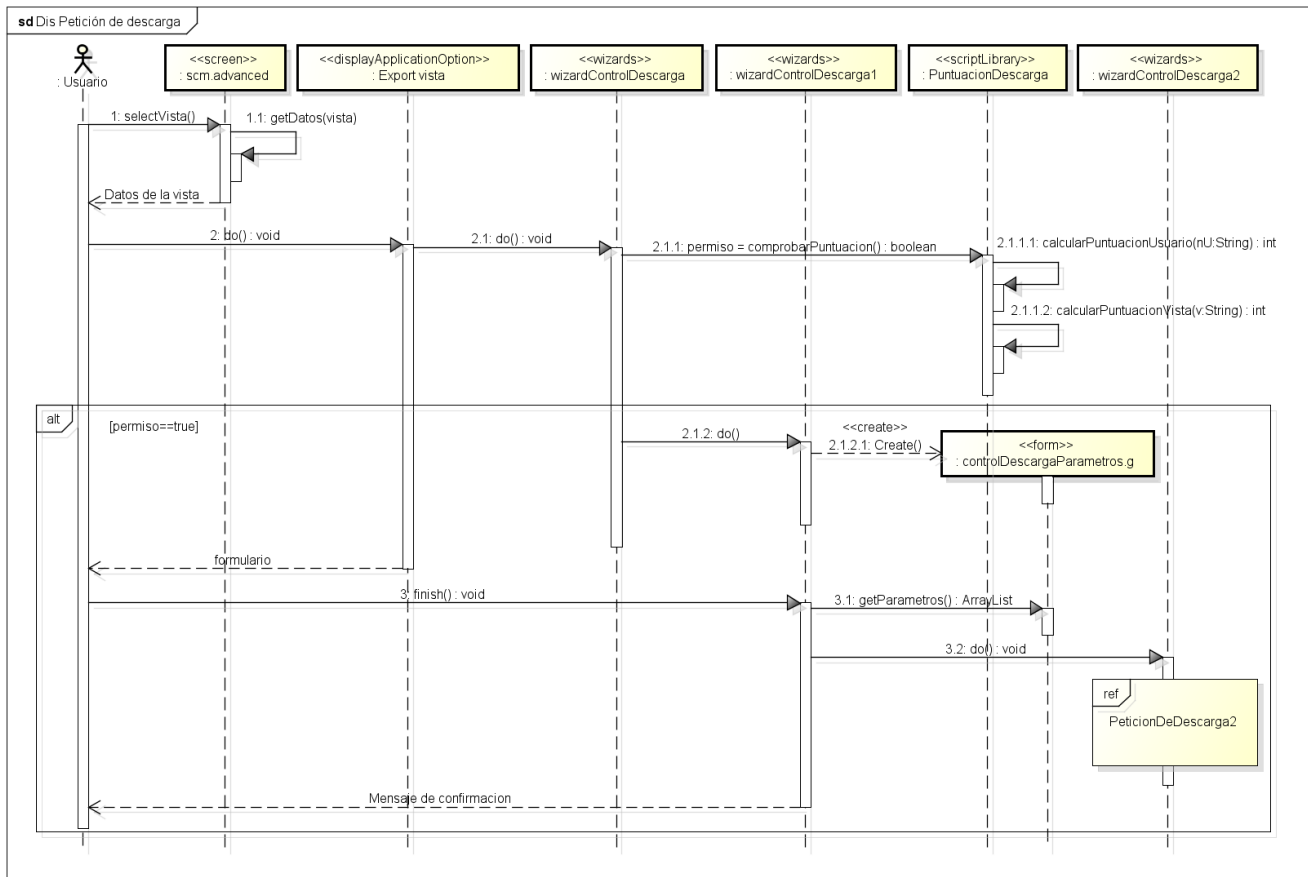 sd Dis Petición de descarga
: Usuario
<<screen>>
: scm.advanced
<<displayApplicationOption>>
: Export vista
<<wizards>>
: wizardControlDescarga
<<wizards>>
: wizardControlDescarga1
<<scriptLibrary>>
: PuntuacionDescarga
<<wizards>>
: wizardControlDescarga2
1: selectVista()
1.1: getDatos(vista)
Datos de la vista
2: do() : void
2.1: do() : void
2.1.1: permiso = comprobarPuntuacion() : boolean
2.1.1.1: calcularPuntuacionUsuario(nU:String) : int
2.1.1.2: calcularPuntuacionVista(v:String) : int
alt
[permiso==true]
2.1.2: do()
<<create>>
2.1.2.1: Create()
<<form>>
: controlDescargaParametros.g
formulario
3: finish() : void
3.1: getParametros() : ArrayList
3.2: do() : void
ref
PeticionDeDescarga2
Mensaje de confirmacion